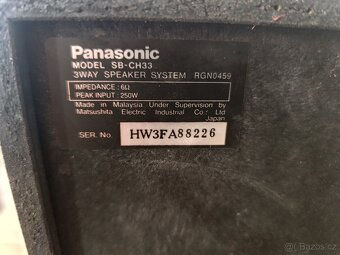 Panasonic
MODEL SB-CH33
3WAY SPEAKER SYSTEM RGN0459
IMPEDANCE : 6Ω
PEAK INPUT : 250W
Made in Malaysia Under Supervision by
Matsushita Electric Industrial Co.; Ltd
Japan.
SER. No. HW3FA88226
sbazar.cz